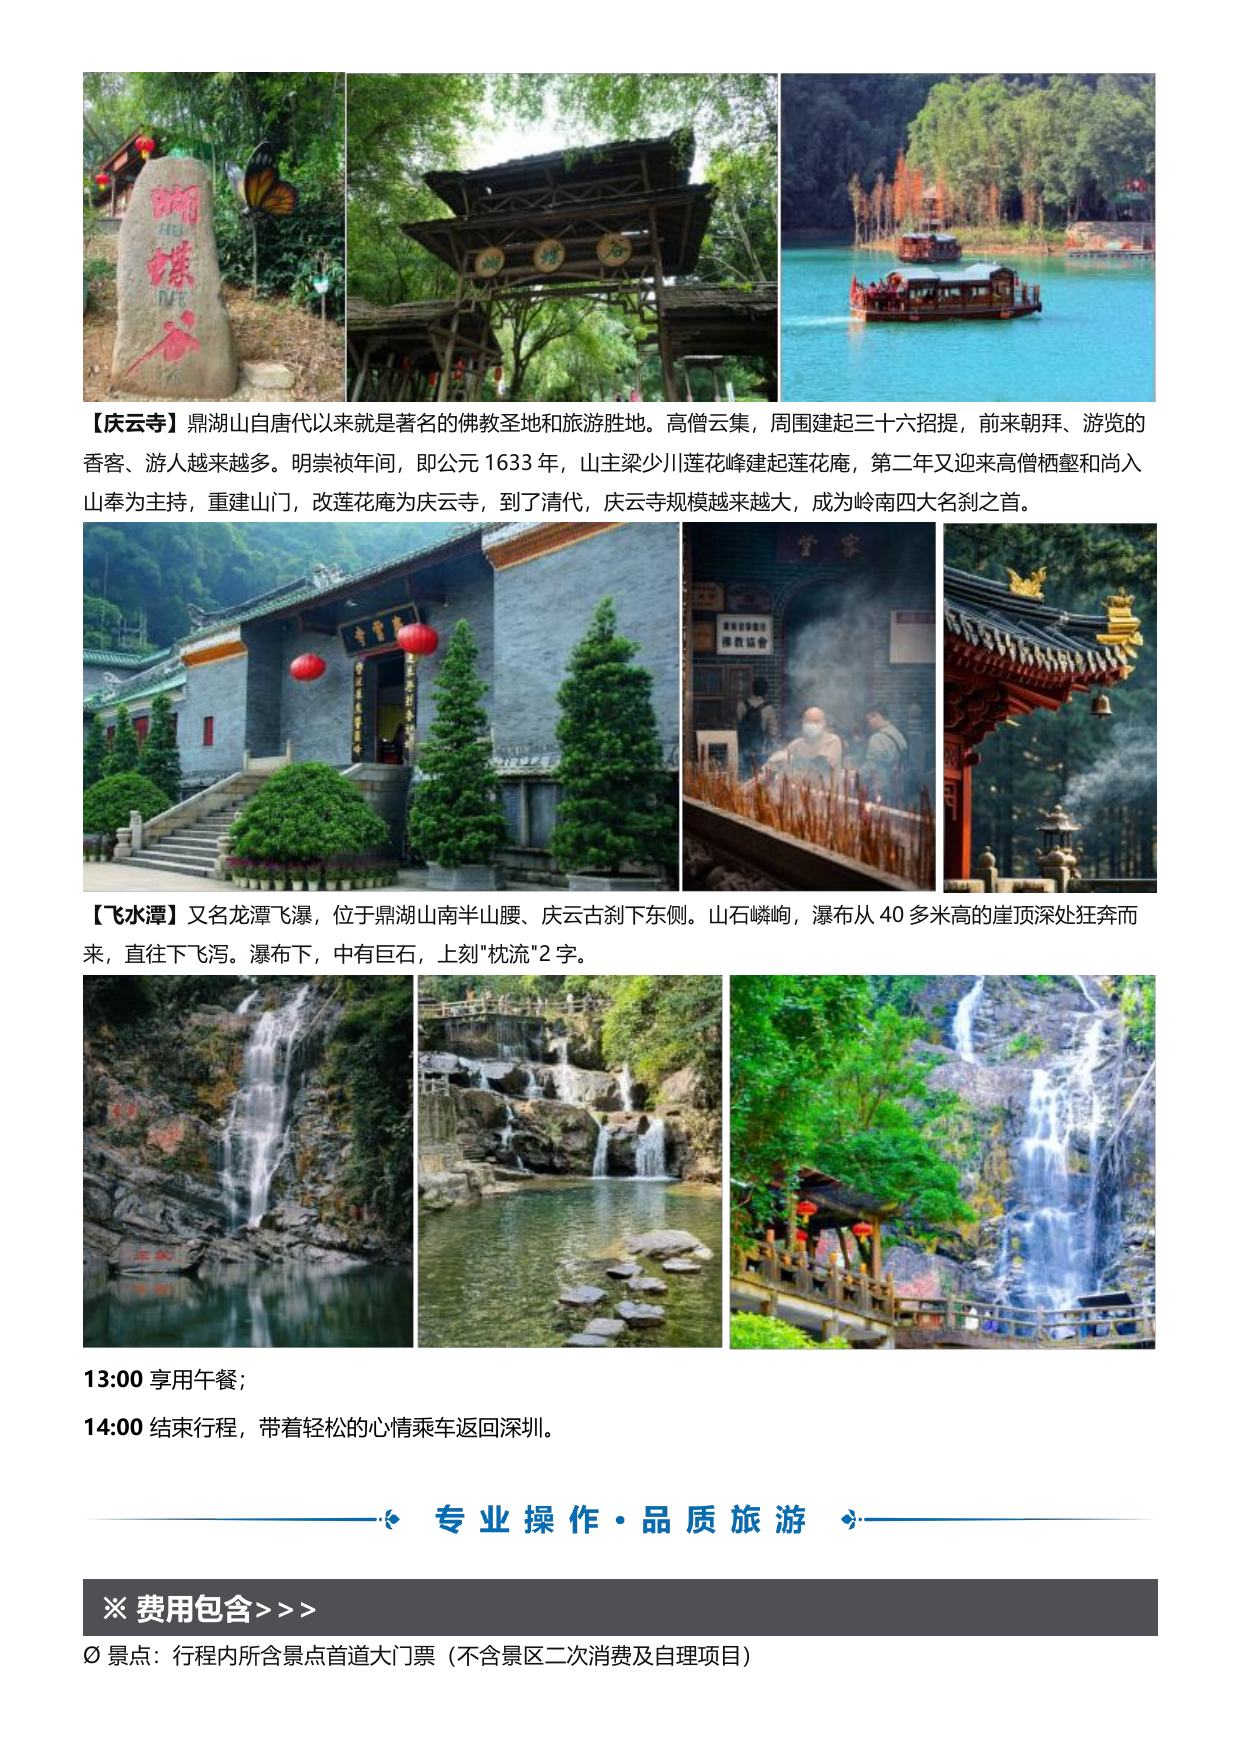 蝴
HU
蝶
DIE
谷
蝴 蝶 谷
【庆云寺】鼎湖山自唐代以来就是著名的佛教圣地和旅游胜地。高僧云集，周围建起三十六招提，前来朝拜、游览的
香客、游人越来越多。明崇祯年间，即公元 1633 年，山主梁少川莲花峰建起莲花庵，第二年又迎来高僧栖壑和尚入
山奉为主持，重建山门，改莲花庵为庆云寺，到了清代，庆云寺规模越来越大，成为岭南四大名刹之首。
佛教協會
【飞水潭】又名龙潭飞瀑，位于鼎湖山南半山腰、庆云古刹下东侧。山石嶙峋，瀑布从 40 多米高的崖顶深处狂奔而
来，直往下飞泻。瀑布下，中有巨石，上刻"枕流"2 字。
13:00 享用午餐；
14:00 结束行程，带着轻松的心情乘车返回深圳。
专业操作·品质旅游
※ 费用包含>>>
Ø 景点：行程内所含景点首道大门票（不含景区二次消费及自理项目）